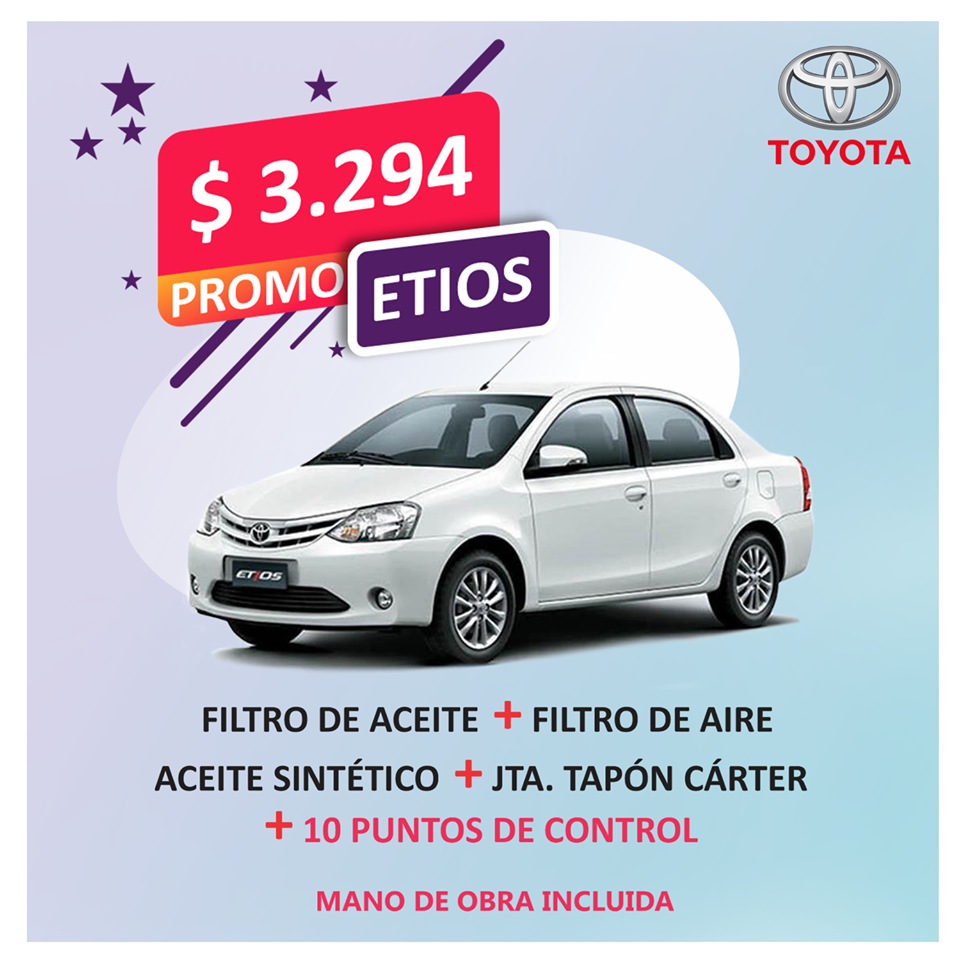 TOYOTA
$ 3.294
PROMO ETIOS
ETIOS
FILTRO DE ACEITE + FILTRO DE AIRE
ACEITE SINTÉTICO + JTA. TAPÓN CÁRTER
+ 10 PUNTOS DE CONTROL
MANO DE OBRA INCLUIDA